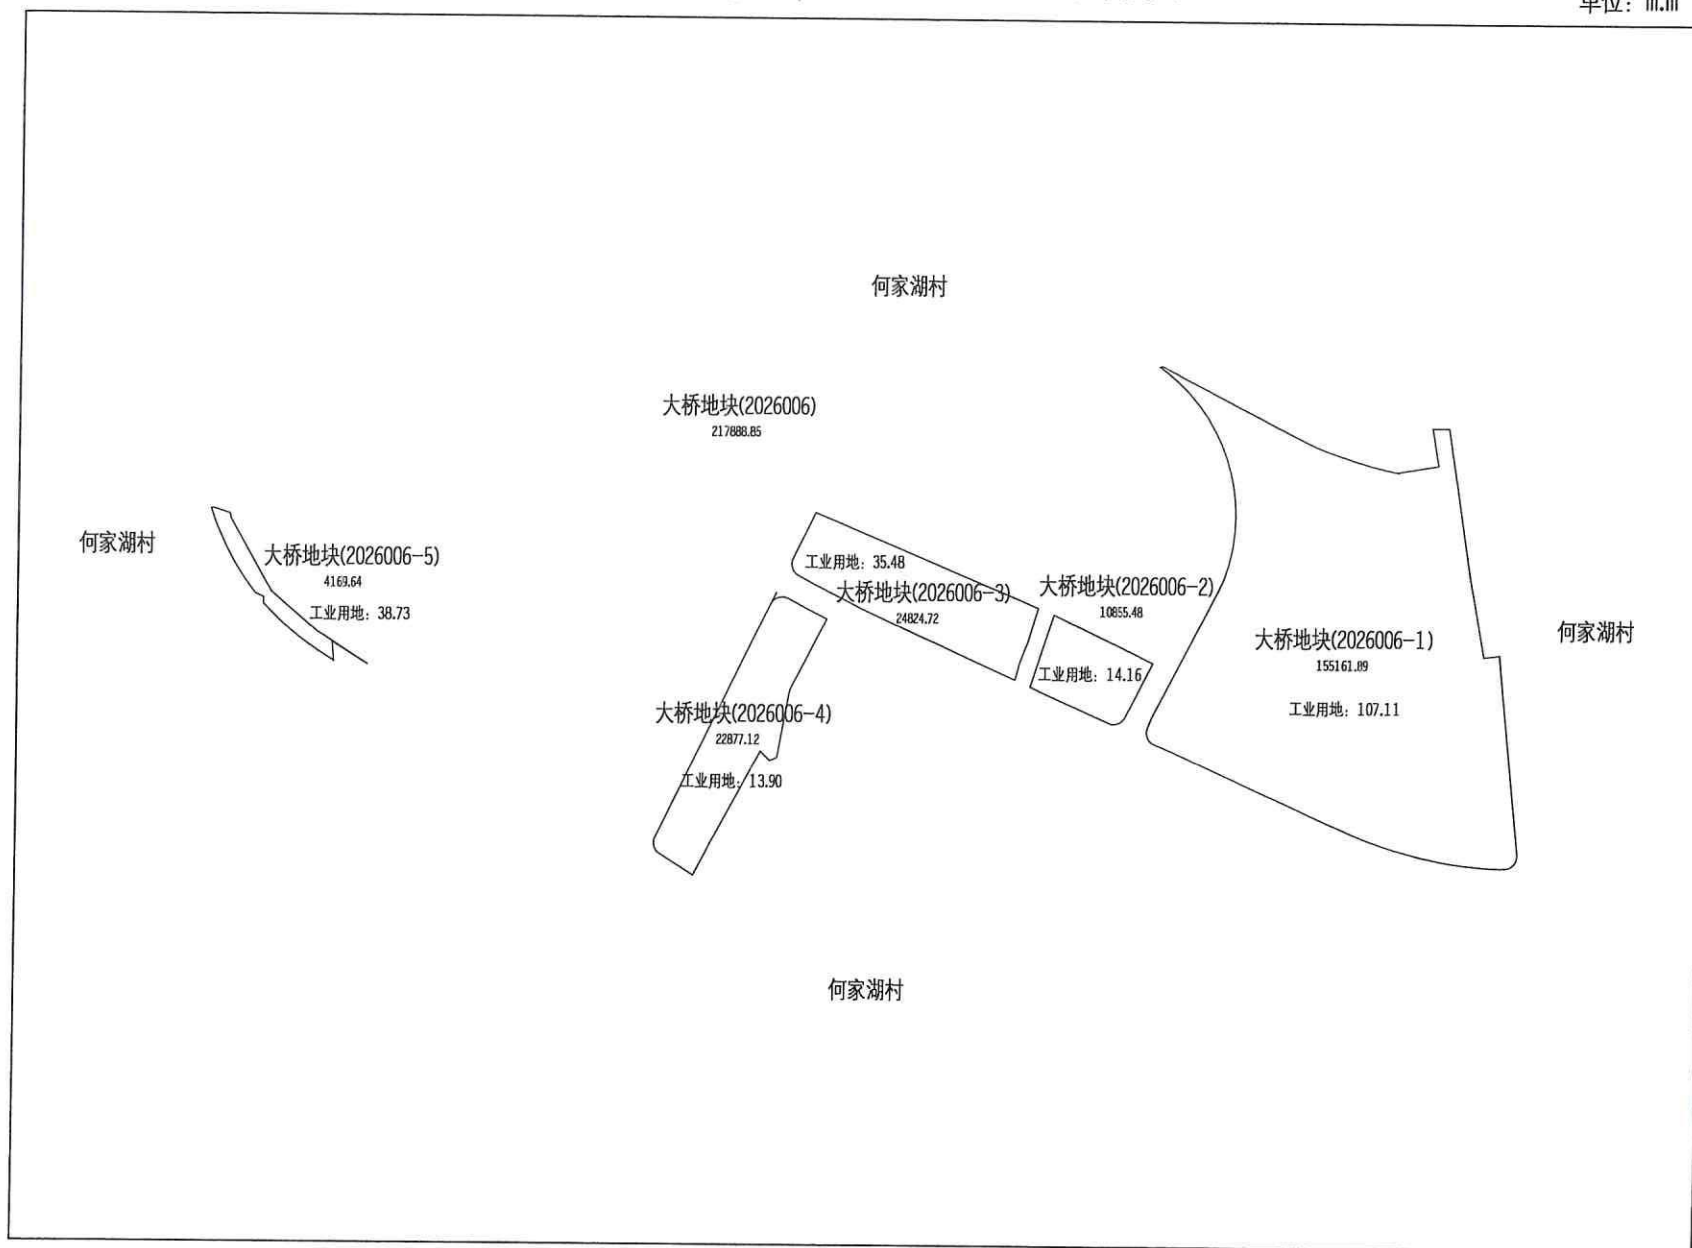 单位：m.m
何家湖村
大桥地块(2026006)
217888.85
何家湖村
大桥地块(2026006-5)
4169.64
工业用地：38.73
工业用地：35.48
大桥地块(2026006-3)
24824.72
大桥地块(2026006-2)
10855.48
工业用地：14.16
大桥地块(2026006-1)
155161.89
工业用地：107.11
何家湖村
大桥地块(2026006-4)
22877.12
工业用地：13.90
何家湖村